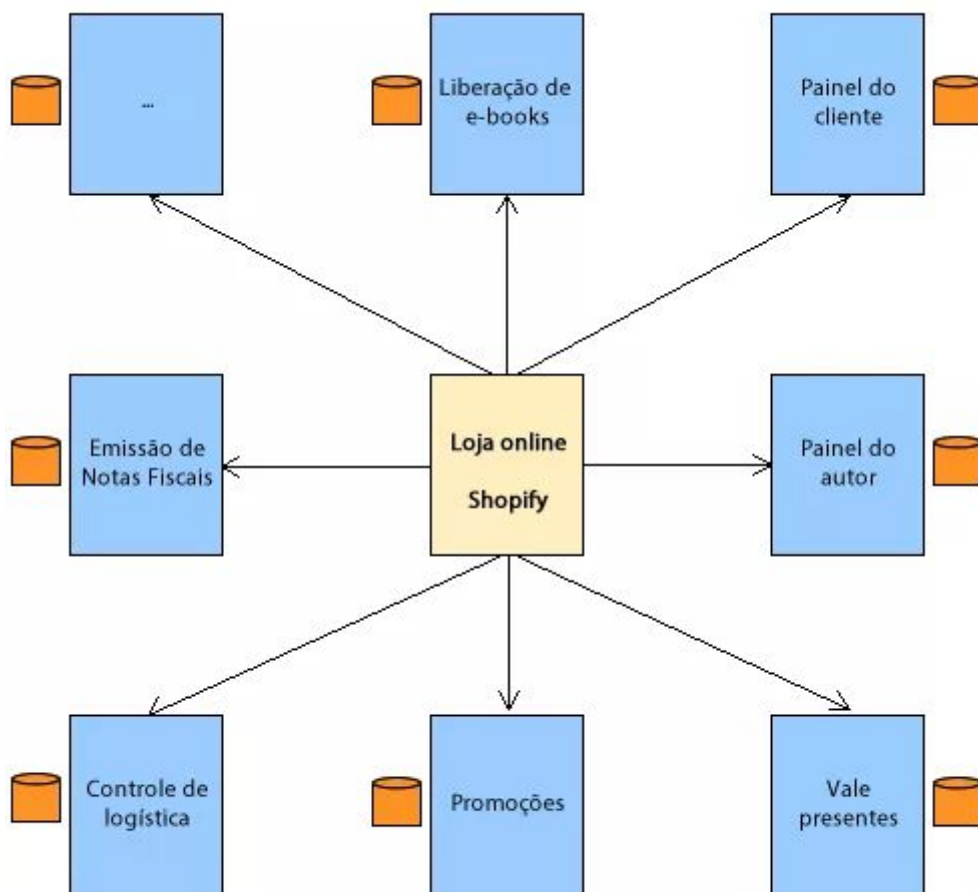 ...
Liberação de
e-books
Painel do
cliente
Emissão de
Notas Fiscais
Loja online
Shopify
Painel do
autor
Controle de
logística
Promoções
Vale
presentes